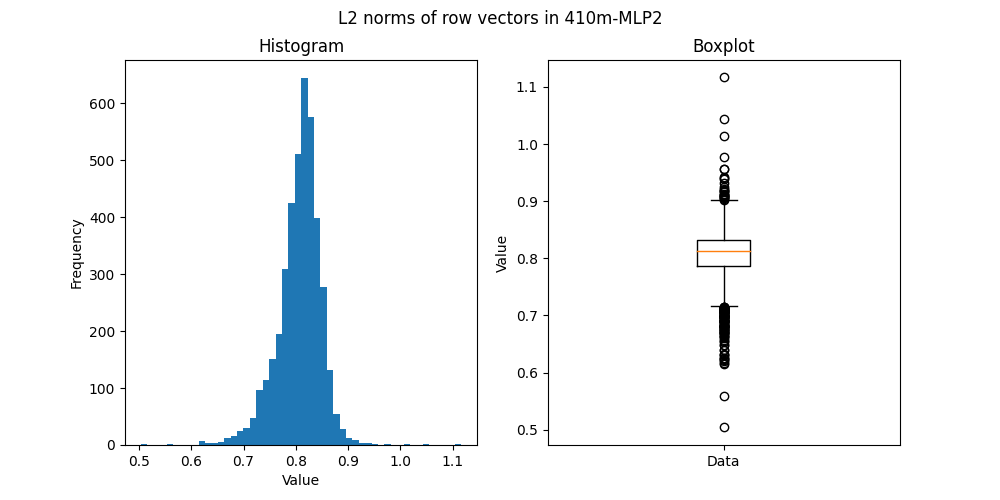 L2 norms of row vectors in 410m-MLP2
Histogram
Frequency
600
500
400
300
200
100
0
0.5 0.6 0.7 0.8 0.9 1.0 1.1
Value
Boxplot
Value
1.1
1.0
0.9
0.8
0.7
0.6
0.5
Data